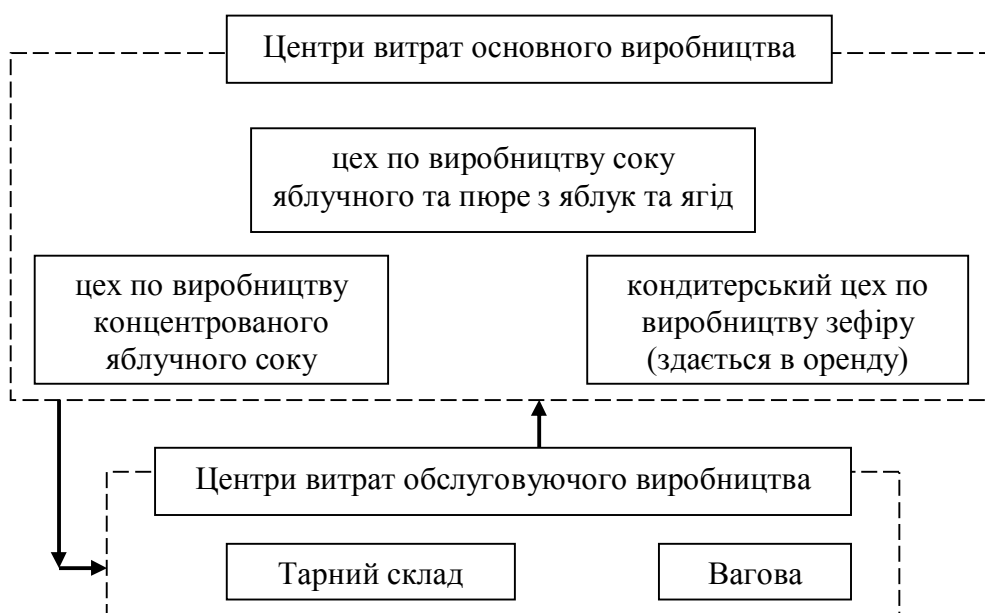 Центри витрат основного виробництва
цех по виробництву соку
яблучного та пюре з яблук та ягід
цех по виробництву
концентрованого
яблучного соку
кондитерський цех по
виробництву зефіру
(здається в оренду)
Центри витрат обслуговуючого виробництва
Тарний склад
Вагова